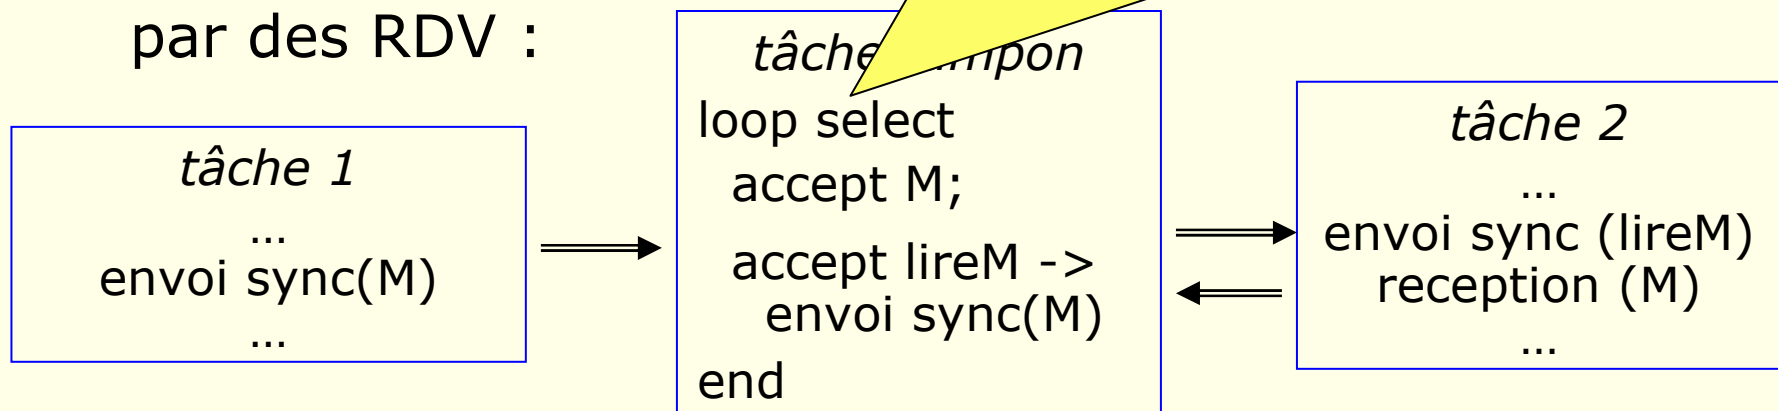 par des RDV :
tâche 1
…
envoi sync(M)
…
tâche
loop select
accept M;
accept lireM ->
envoi sync(M)
end
tâche 2
…
envoi sync (lireM)
reception (M)
…